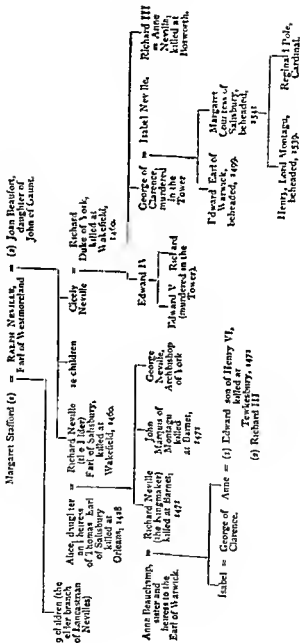 Margaret Stafford (1) = RALPH NEVILLE, = (2) Joan Beaufort,
Earl of Westmoreland
daughter of
John of Gaunt.
9 children (the
elder branch
of Lancastrian
Nevilles)
Alice, daughter
and heiress
of Thomas Earl
of Salisbury
killed at
Orleans, 1428
= Richard Neville
(the elder)
Earl of Salisbury,
killed at
Wakefield, 1460.
children
Cicely
Neville
= Richard
Duke of York,
killed at
Wakefield,
1460.
Anne Beauchamp,
sister and
heiress to the
Earl of Warwick.
= Richard Neville
(the Kingmaker)
killed at Barnet,
1471
John
Marquis of
Montagu
killed
at Barnet,
1471
George
Neville,
Archbishop
of York
Edward IV
George of
Clarence,
murdered
in the
Tower
= Isabel Neville.
Richard III
= Anne
Neville,
killed at
Bosworth.
Edward V Richard
(murdered in the
Tower).
Edward Earl of
Warwick,
beheaded, 1499.
Margaret
Countess of
Salisbury,
beheaded,
1541
Isabel = George of
Clarence.
Anne = (1) Edward son of Henry VI,
killed at
Tewkesbury, 1471
(2) Richard III
Henry, Lord Montagu,
beheaded, 1539.
Reginald Pole,
Cardinal.